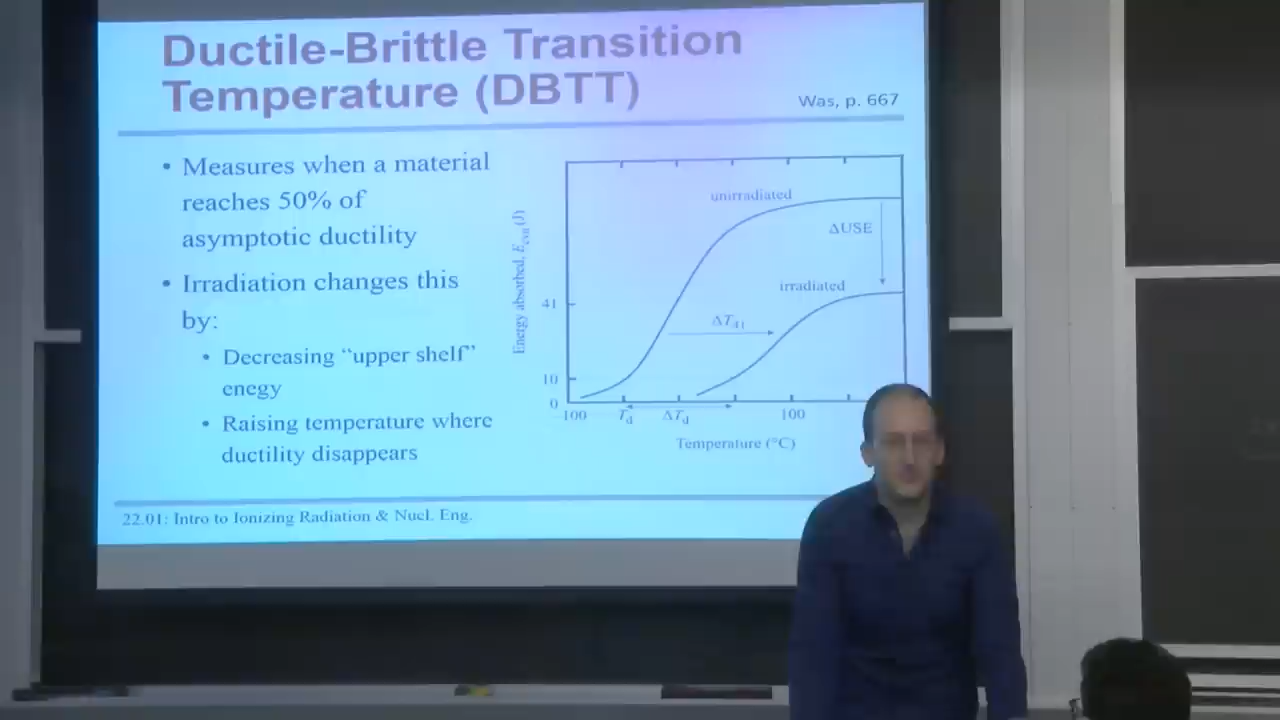 Ductile-Brittle Transition
Temperature (DBTT)
Was, p. 667
• Measures when a material
reaches 50% of
asymptotic ductility
• Irradiation changes this
by:
• Decreasing “upper shelf”
enegy
• Raising temperature where
ductility disappears
Energy absorbed,
unirradiated
ΔUSE
irradiated
41
ΔT41
10
0
100
Td
ΔTd
100
Temperature (°C)
22.01: Intro to Ionizing Radiation & Nucl. Eng.